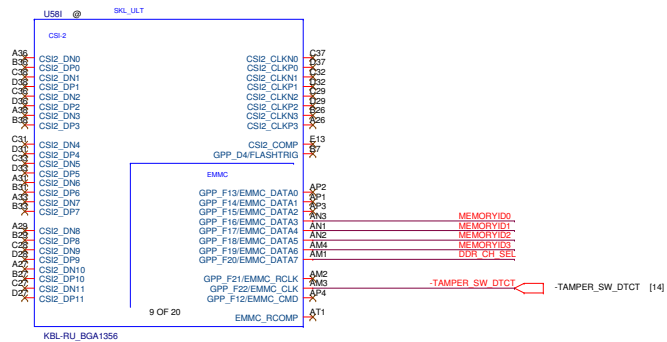 U58I @ SKL_ULT
CSI-2
A36 CSI2_DN0 CSI2_CLKN0 C37
B36 CSI2_DP0 CSI2_CLKP0 D37
C38 CSI2_DN1 CSI2_CLKN1 C32
D38 CSI2_DP1 CSI2_CLKP1 D32
C36 CSI2_DN2 CSI2_CLKN2 C29
D36 CSI2_DP2 CSI2_CLKP2 D29
A38 CSI2_DN3 CSI2_CLKN3 B26
B38 CSI2_DP3 CSI2_CLKP3 A26
C31 CSI2_DN4 CSI2_COMP E13
D31 CSI2_DP4 GPP_D4/FLASHTRIG B7
C33 CSI2_DN5
D33 CSI2_DP5
A31 CSI2_DN6 EMMC
B31 CSI2_DP6 GPP_F13/EMMC_DATA0 AP2
A33 CSI2_DN7 GPP_F14/EMMC_DATA1 AP1
B33 CSI2_DP7 GPP_F15/EMMC_DATA2 AP3
GPP_F16/EMMC_DATA3 AN3 MEMORYID0
A29 CSI2_DN8 GPP_F17/EMMC_DATA4 AN1 MEMORYID1
B29 CSI2_DP8 GPP_F18/EMMC_DATA5 AN2 MEMORYID2
C28 CSI2_DN9 GPP_F19/EMMC_DATA6 AM4 MEMORYID3
D28 CSI2_DP9 GPP_F20/EMMC_DATA7 AM1 DDR_CH_SEL
A27 CSI2_DN10
B27 CSI2_DP10 GPP_F21/EMMC_RCLK AM2
C27 CSI2_DN11 GPP_F22/EMMC_CLK AM3 -TAMPER_SW_DTCT -TAMPER_SW_DTCT [14]
D27 CSI2_DP11 GPP_F12/EMMC_CMD AP4
9 OF 20 EMMC_RCOMP AT1
KBL-RU_BGA1356